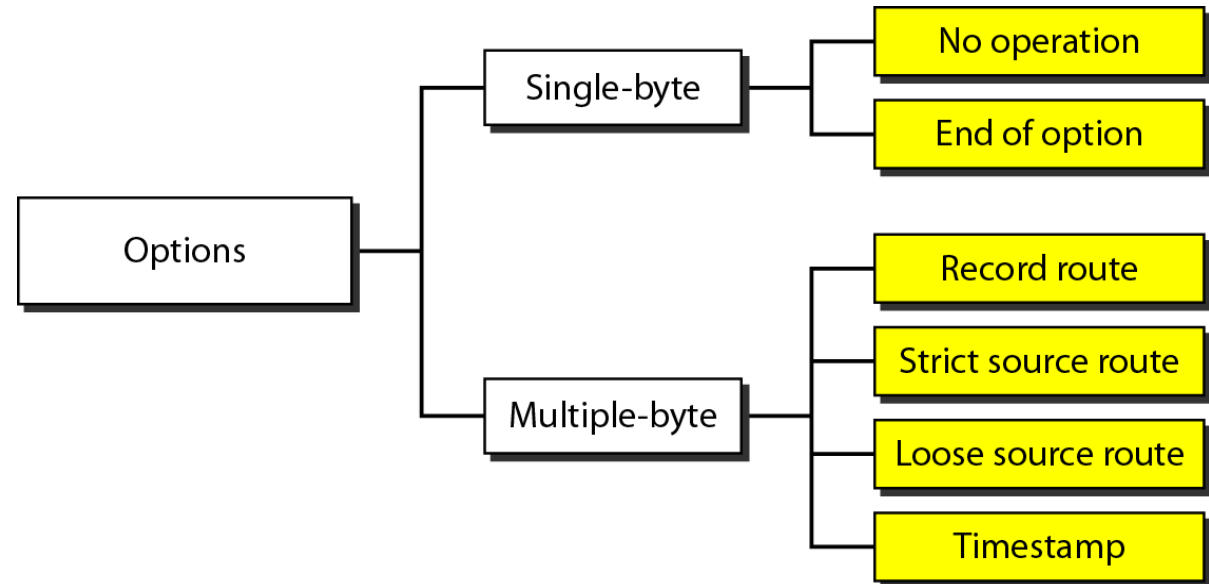 Options
Single-byte
No operation
End of option
Multiple-byte
Record route
Strict source route
Loose source route
Timestamp